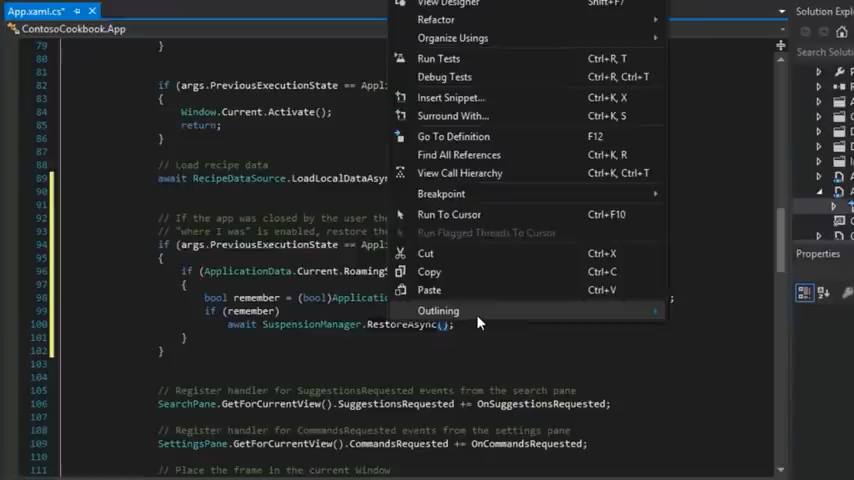 App.xaml.cs*
Solution Explo
ContosoCookbook.App
Search Solution
View Designer Shift+F7
Refactor
Organize Usings
Run Tests Ctrl+R, T
Debug Tests Ctrl+R, Ctrl+T
Insert Snippet... Ctrl+K, X
Surround With... Ctrl+K, S
Go To Definition F12
Find All References Ctrl+K, R
View Call Hierarchy Ctrl+K, Ctrl+T
Breakpoint
Run To Cursor Ctrl+F10
Run Flagged Threads To Cursor
Cut Ctrl+X
Copy Ctrl+C
Paste Ctrl+V
Outlining
Properties
79 }
80
81
82 if (args.PreviousExecutionState == Appli
83 {
84 Window.Current.Activate();
85 return;
86 }
87
88 // Load recipe data
89 await RecipeDataSource.LoadLocalDataAsyn
90
91
92 // If the app was closed by the user the
93 // "where I was" is enabled, restore the
94 if (args.PreviousExecutionState == Appli
95 {
96 if (ApplicationData.Current.RoamingS
97 {
98 bool remember = (bool)Applicatio ;
99 if (remember)
100 await SuspensionManager.RestoreAsync();
101 }
102 }
103
104
105 // Register handler for SuggestionsRequested events from the search pane
106 SearchPane.GetForCurrentView().SuggestionsRequested += OnSuggestionsRequested;
107
108 // Register handler for CommandsRequested events from the settings pane
109 SettingsPane.GetForCurrentView().CommandsRequested += OnCommandsRequested;
110
111 // Place the frame in the current Window